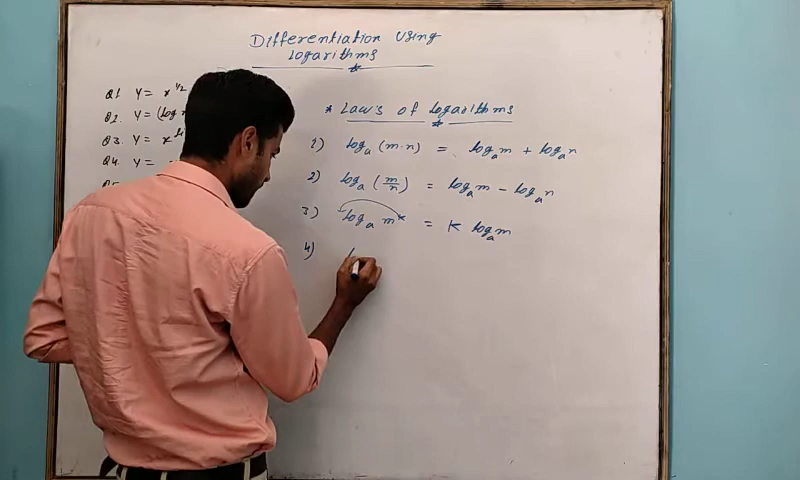 Differentiation using
logarithms
Q1 Y = x^1/2
Q2. Y = (log
Q3. Y = x
Q4. Y =
* Law's of logarithms
1) log_a (m·n) = log_a m + log_a n
2) log_a (m/n) = log_a m - log_a n
3) log_a m^k = K log_a m
4)